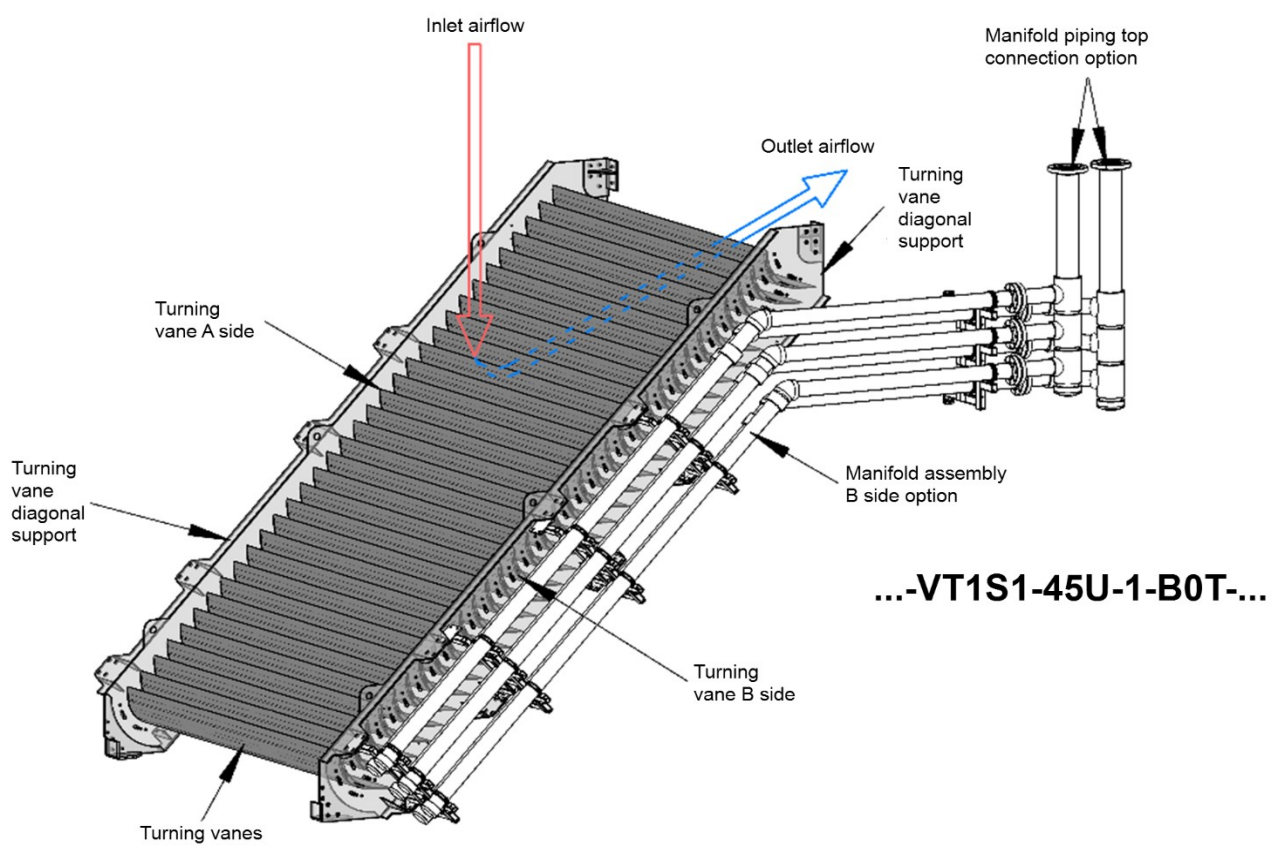 Inlet airflow
Manifold piping top
connection option
Outlet airflow
Turning
vane
diagonal
support
Turning
vane A side
Turning
vane
diagonal
support
Manifold assembly
B side option
...-VT1S1-45U-1-B0T-...
Turning
vane B side
Turning vanes